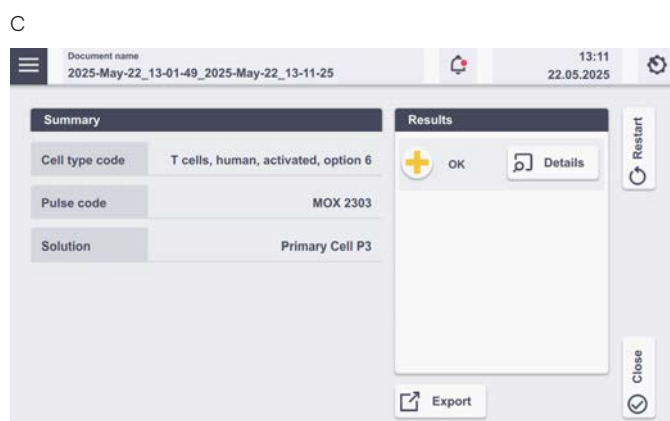 C
Document name
2025-May-22_13-01-49_2025-May-22_13-11-25
13:11
22.05.2025
Summary
Cell type code T cells, human, activated, option 6
Pulse code MOX 2303
Solution Primary Cell P3
Results
OK Details
Export
Restart
Close